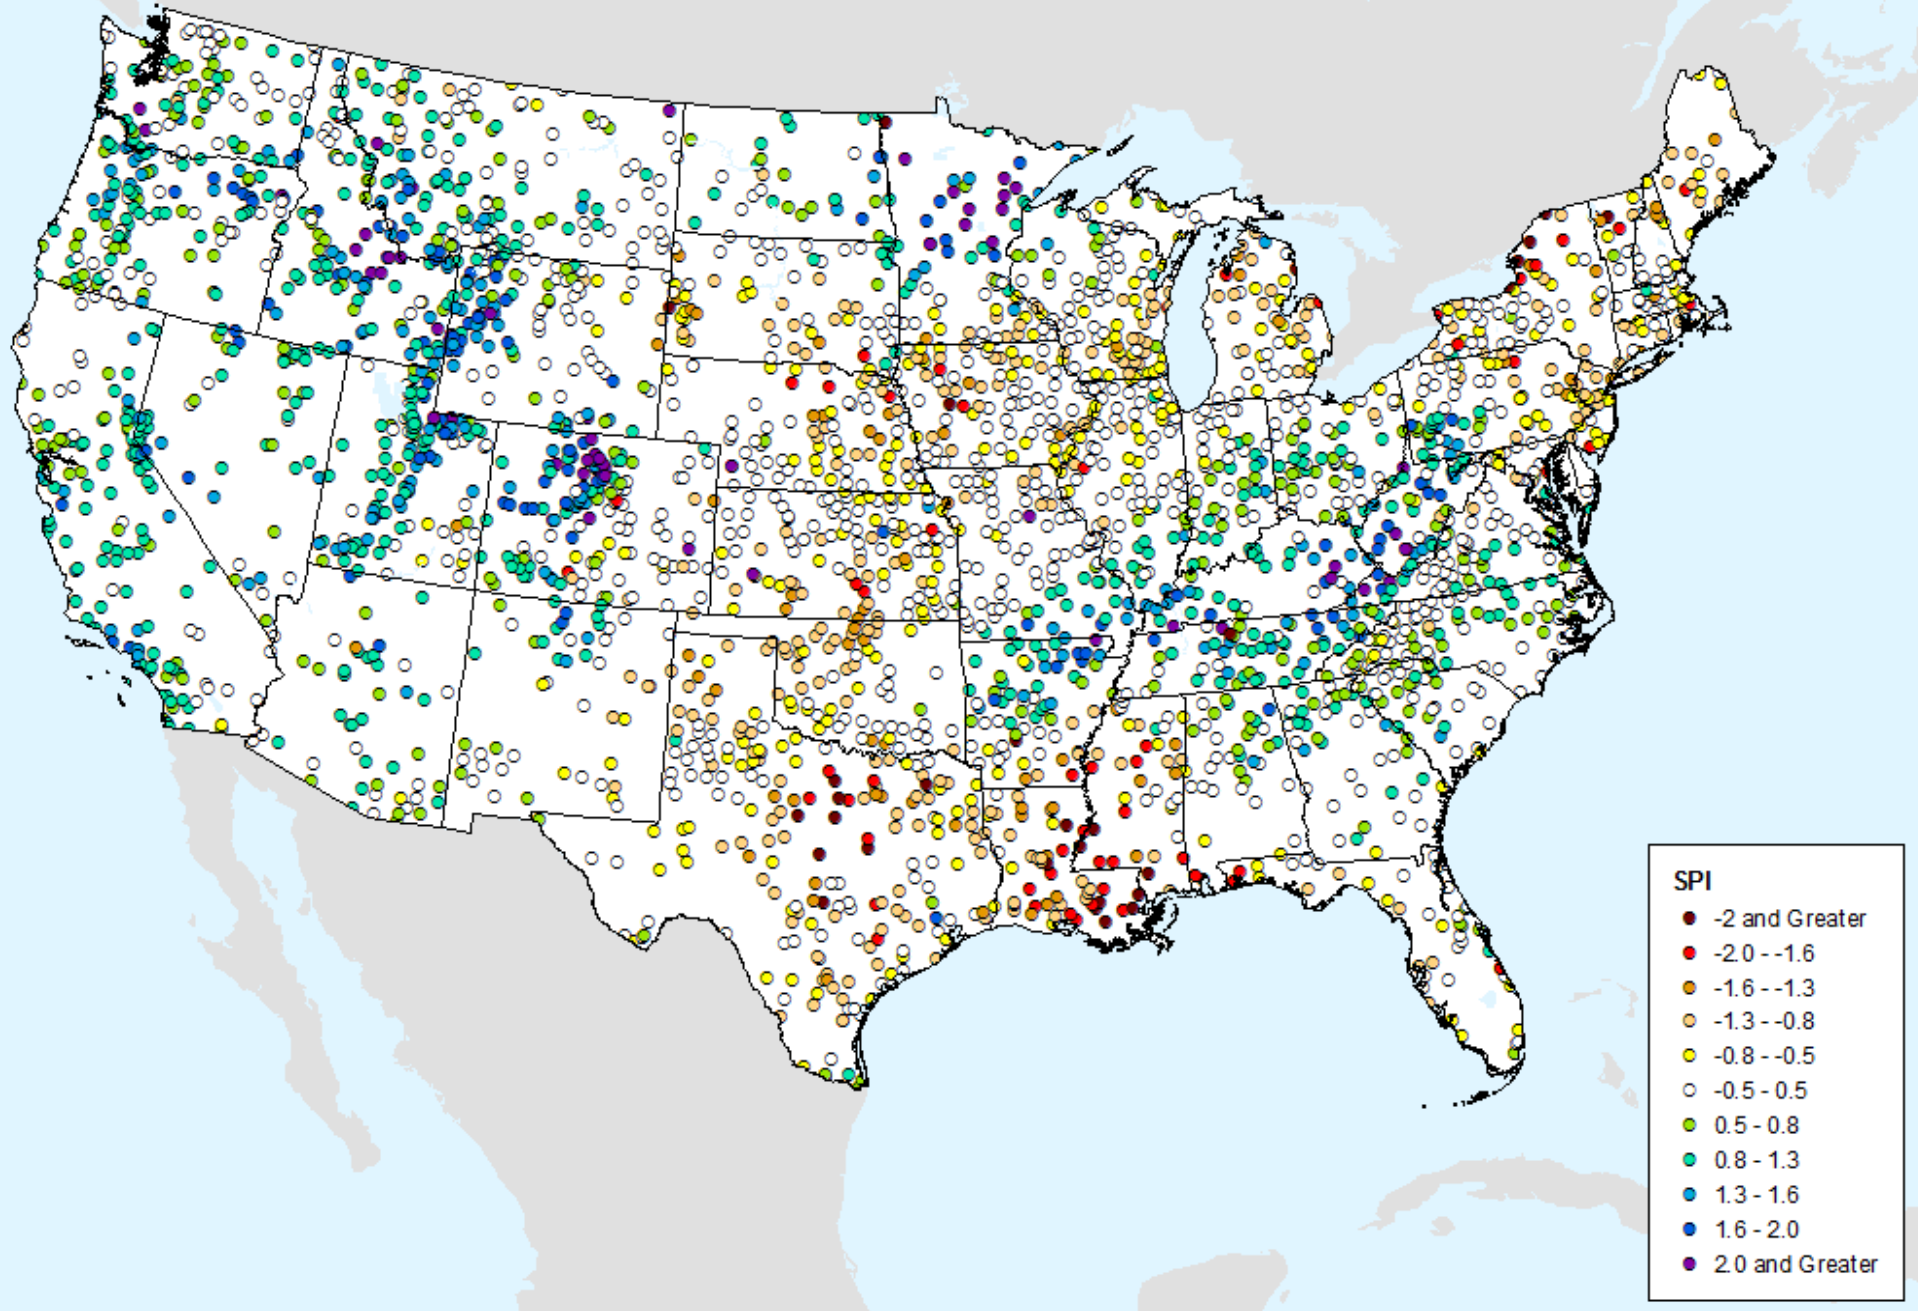 SPI
-2 and Greater
-2.0 - -1.6
-1.6 - -1.3
-1.3 - -0.8
-0.8 - -0.5
-0.5 - 0.5
0.5 - 0.8
0.8 - 1.3
1.3 - 1.6
1.6 - 2.0
2.0 and Greater